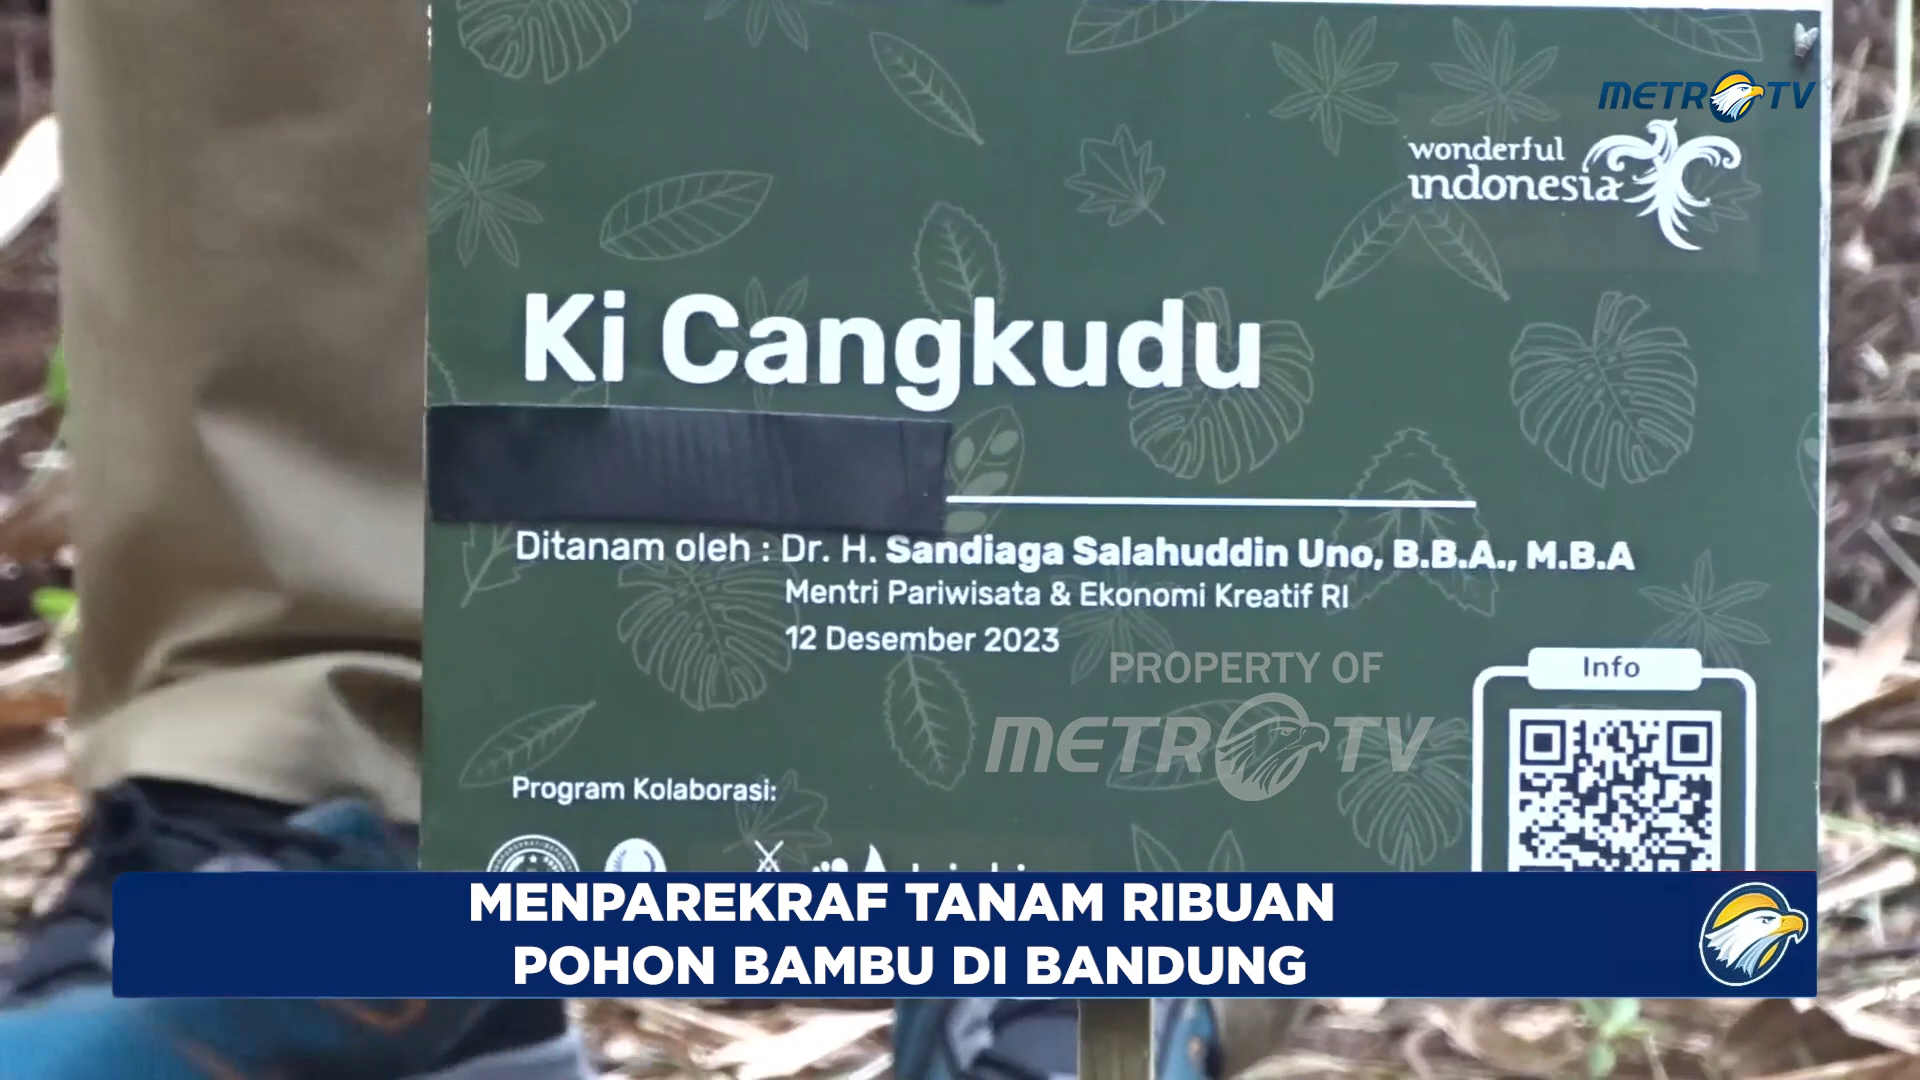 METRO TV
wonderful
indonesia
Ki Cangkudu
Ditanam oleh : Dr. H. Sandiaga Salahuddin Uno, B.B.A., M.B.A
Mentri Pariwisata & Ekonomi Kreatif RI
12 Desember 2023
PROPERTY OF
METRO TV
Info
Program Kolaborasi:
MENPAREKRAF TANAM RIBUAN
POHON BAMBU DI BANDUNG